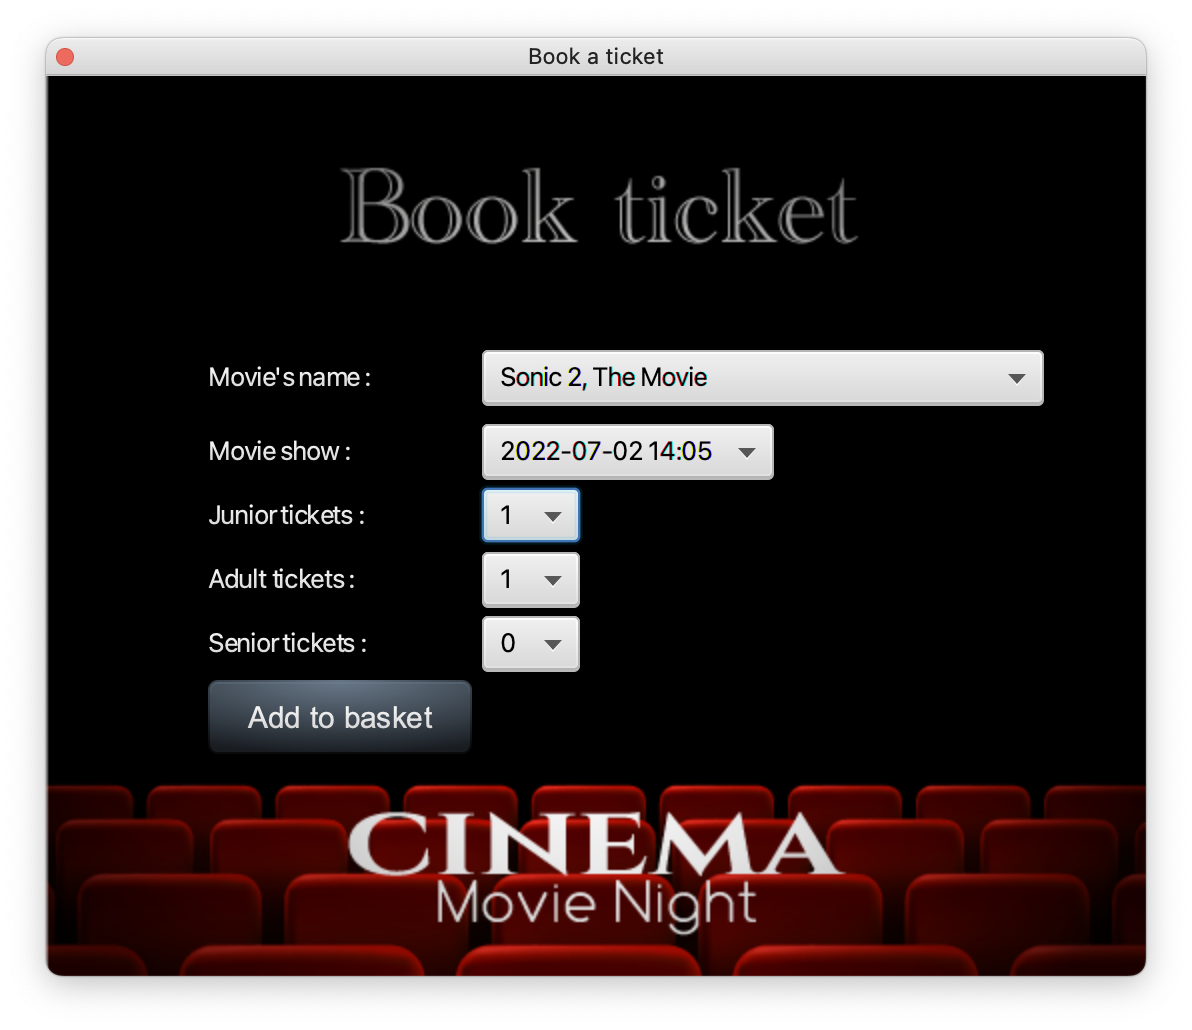 Book a ticket
Book ticket
Movie's name : Sonic 2, The Movie
Movie show : 2022-07-02 14:05
Junior tickets : 1
Adult tickets : 1
Senior tickets : 0
Add to basket
CINEMA
Movie Night